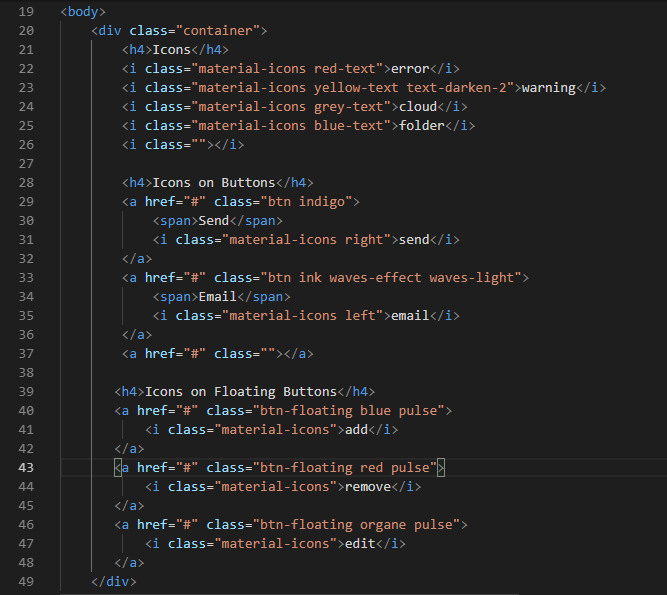 19 <body>
20     <div class="container">
21         <h4>Icons</h4>
22         <i class="material-icons red-text">error</i>
23         <i class="material-icons yellow-text text-darken-2">warning</i>
24         <i class="material-icons grey-text">cloud</i>
25         <i class="material-icons blue-text">folder</i>
26         <i class=""></i>
27
28         <h4>Icons on Buttons</h4>
29         <a href="#" class="btn indigo">
30             <span>Send</span>
31             <i class="material-icons right">send</i>
32         </a>
33         <a href="#" class="btn ink waves-effect waves-light">
34             <span>Email</span>
35             <i class="material-icons left">email</i>
36         </a>
37         <a href="#" class=""></a>
38
39        <h4>Icons on Floating Buttons</h4>
40        <a href="#" class="btn-floating blue pulse">
41            <i class="material-icons">add</i>
42        </a>
43        <a href="#" class="btn-floating red pulse">
44            <i class="material-icons">remove</i>
45        </a>
46        <a href="#" class="btn-floating organe pulse">
47            <i class="material-icons">edit</i>
48        </a>
49     </div>